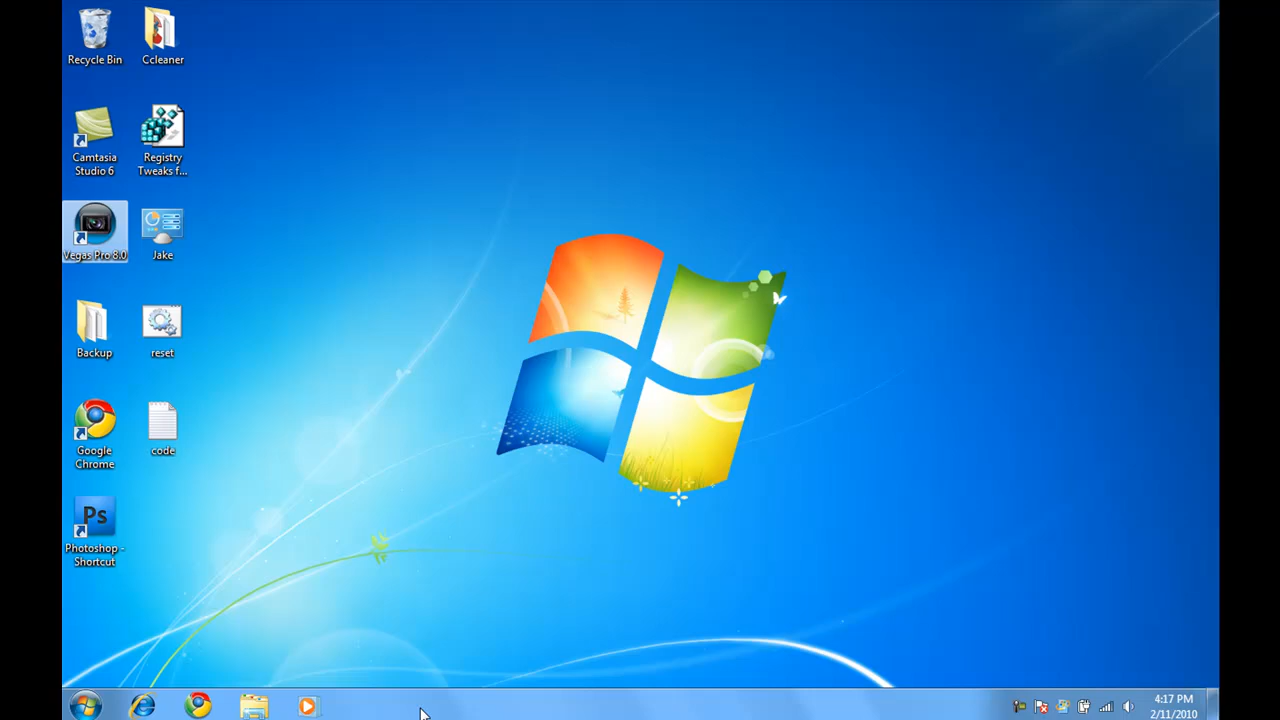 Recycle Bin
Ccleaner
Camtasia
Studio 6
Registry
Tweaks f...
Vegas Pro 8.0
Jake
Backup
reset
Google
Chrome
code
Ps
Photoshop -
Shortcut
4:17 PM
2/11/2010